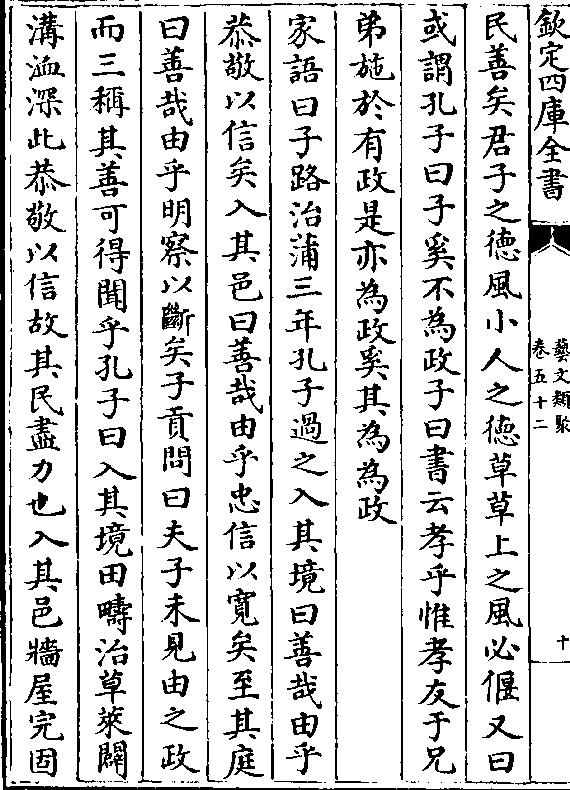 欽定四庫全書
藝文類聚
卷五十二
十
民善矣君子之徳風小人之徳草草上之風必偃又曰
或謂孔子曰子奚不為政子曰書云孝乎惟孝友于兄
弟施於有政是亦為政奚其為為政
家語曰子路治蒲三年孔子過之入其境曰善哉由乎
恭敬以信矣入其邑曰善哉由乎忠信以寛矣至其庭
曰善哉由乎明察以斷矣子貢問曰夫子未見由之政
而三稱其善可得聞乎孔子曰入其境田疇治草萊闢
溝洫深此恭敬以信故其民盡力也入其邑牆屋完固